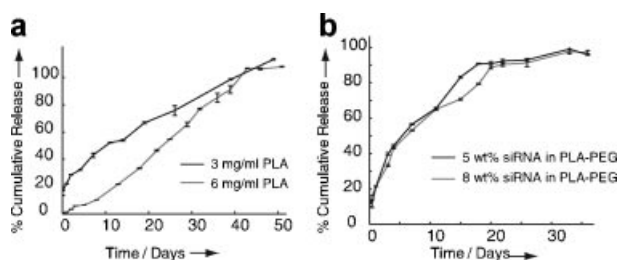 a
% Cumulative Release
100
80
60
40
20
0
3 mg/ml PLA
6 mg/ml PLA
0 10 20 30 40 50
Time / Days
b
% Cumulative Release
100
80
60
40
20
0
5 wt% siRNA in PLA-PEG
8 wt% siRNA in PLA-PEG
0 10 20 30
Time / Days